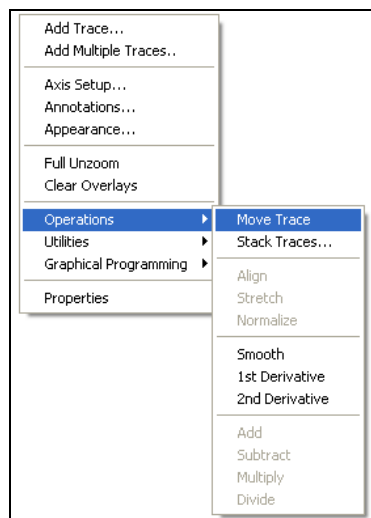 Add Trace...
Add Multiple Traces..
Axis Setup...
Annotations...
Appearance...
Full Unzoom
Clear Overlays
Operations
Utilities
Graphical Programming
Properties
Move Trace
Stack Traces...
Align
Stretch
Normalize
Smooth
1st Derivative
2nd Derivative
Add
Subtract
Multiply
Divide